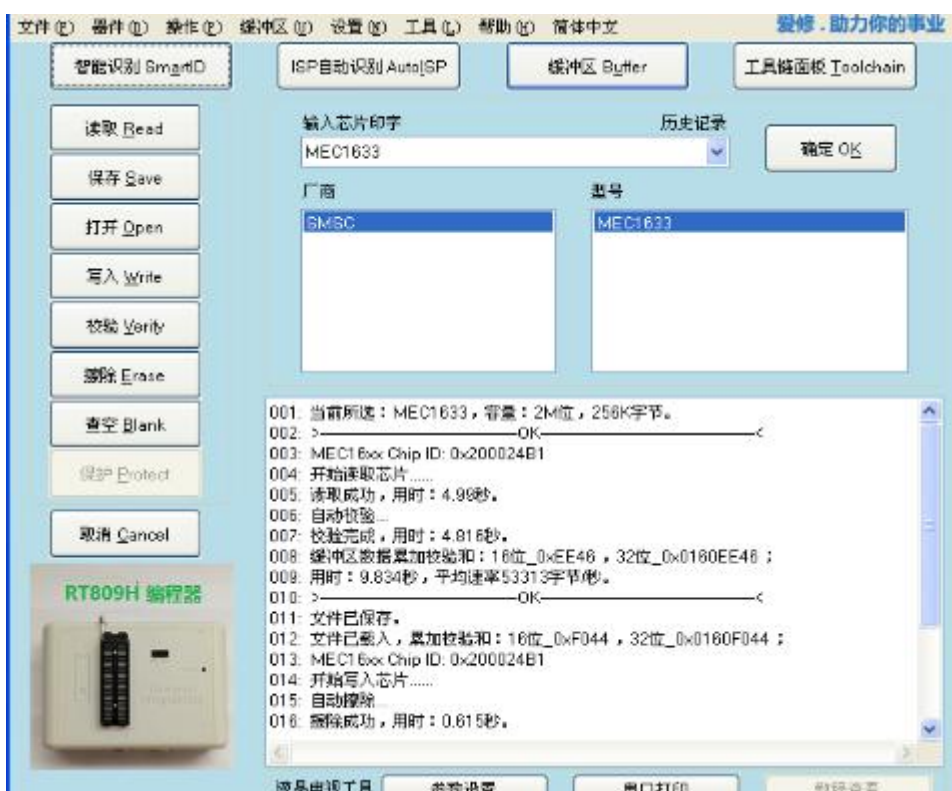 文件(F) 器件(D) 操作(P) 缓冲区(U) 设置(N) 工具(L) 帮助(H) 简体中文 爱修 . 助力你的事业
智能识别 SmartID ISP自动识别 AutoISP 缓冲区 Buffer 工具链面板 Toolchain
读取 Read
保存 Save
打开 Open
写入 Write
校验 Verify
擦除 Erase
查空 Blank
保护 Protect
取消 Cancel
输入芯片印字 历史记录
MEC1633
确定 OK
厂商 型号
SMSC MEC1633
RT809H 编程器
001: 当前所选：MEC1633，容量：2M位，256K字节。
002: >————————OK————————<
003: MEC16xx Chip ID: 0x200024B1
004: 开始读取芯片......
005: 读取成功，用时：4.99秒。
006: 自动校验...
007: 校验完成，用时：4.816秒。
008: 缓冲区数据累加校验和：16位_0xEE46 ，32位_0x0160EE46 ；
009: 用时：9.834秒，平均速率53313字节/秒。
010: >————————OK————————<
011: 文件已保存。
012: 文件已载入，累加校验和：16位_0xF044 ，32位_0x0160F044 ；
013: MEC16xx Chip ID: 0x200024B1
014: 开始写入芯片......
015: 自动擦除...
016: 擦除成功，用时：0.615秒。
液晶电视工具 参数设置 串口打印